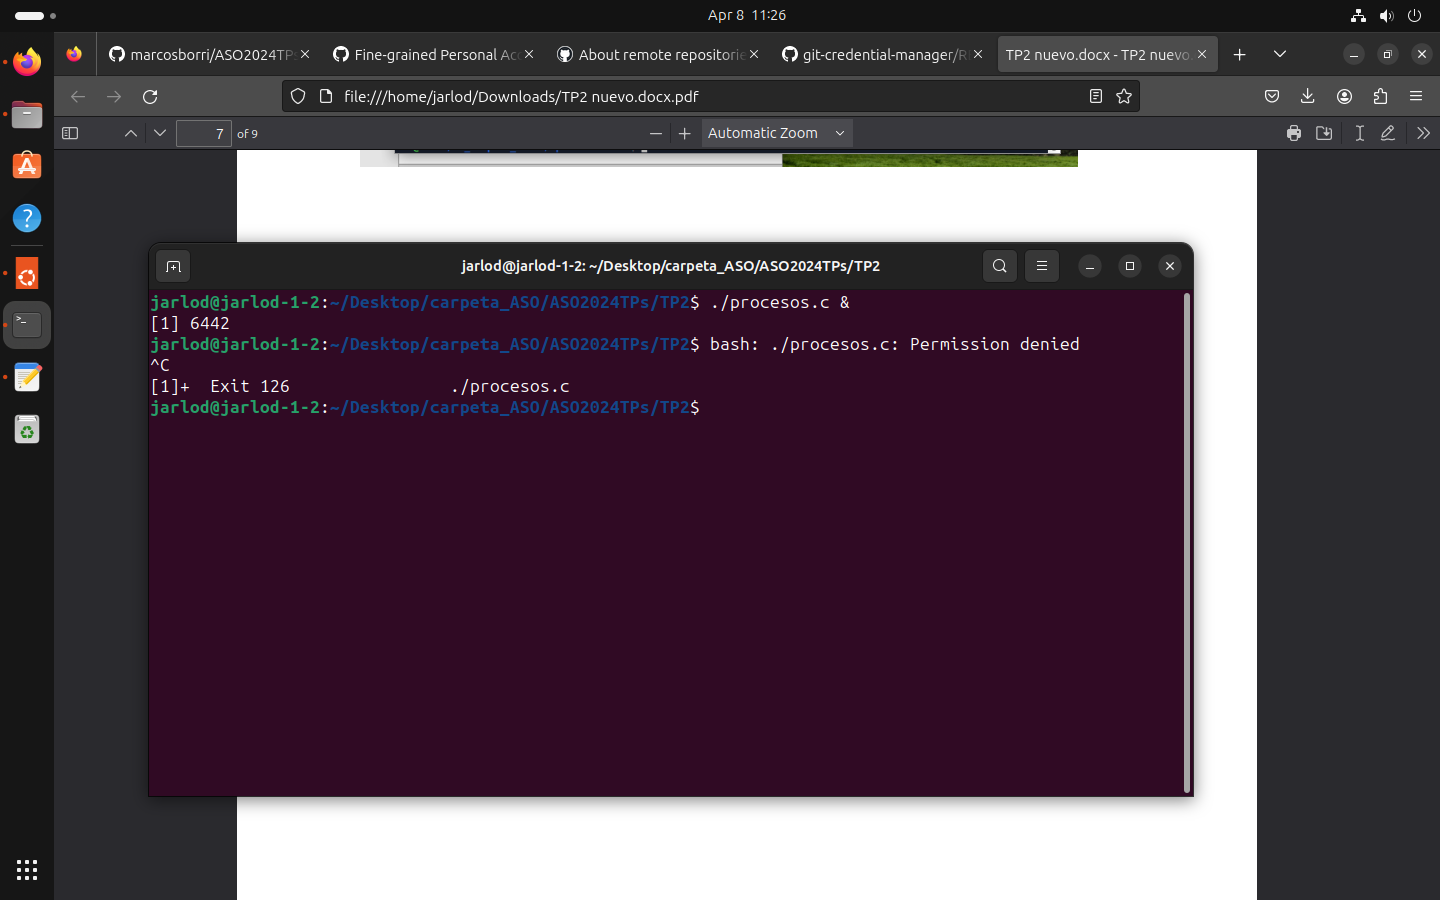 Apr 8 11:26
marcosborri/ASO2024TPs
Fine-grained Personal Acc
About remote repositorie
git-credential-manager/R
TP2 nuevo.docx - TP2 nuevo.
file:///home/jarlod/Downloads/TP2 nuevo.docx.pdf
7 of 9
Automatic Zoom
jarlod@jarlod-1-2: ~/Desktop/carpeta_ASO/ASO2024TPs/TP2
jarlod@jarlod-1-2:~/Desktop/carpeta_ASO/ASO2024TPs/TP2$ ./procesos.c &
[1] 6442
jarlod@jarlod-1-2:~/Desktop/carpeta_ASO/ASO2024TPs/TP2$ bash: ./procesos.c: Permission denied
^C
[1]+  Exit 126                ./procesos.c
jarlod@jarlod-1-2:~/Desktop/carpeta_ASO/ASO2024TPs/TP2$